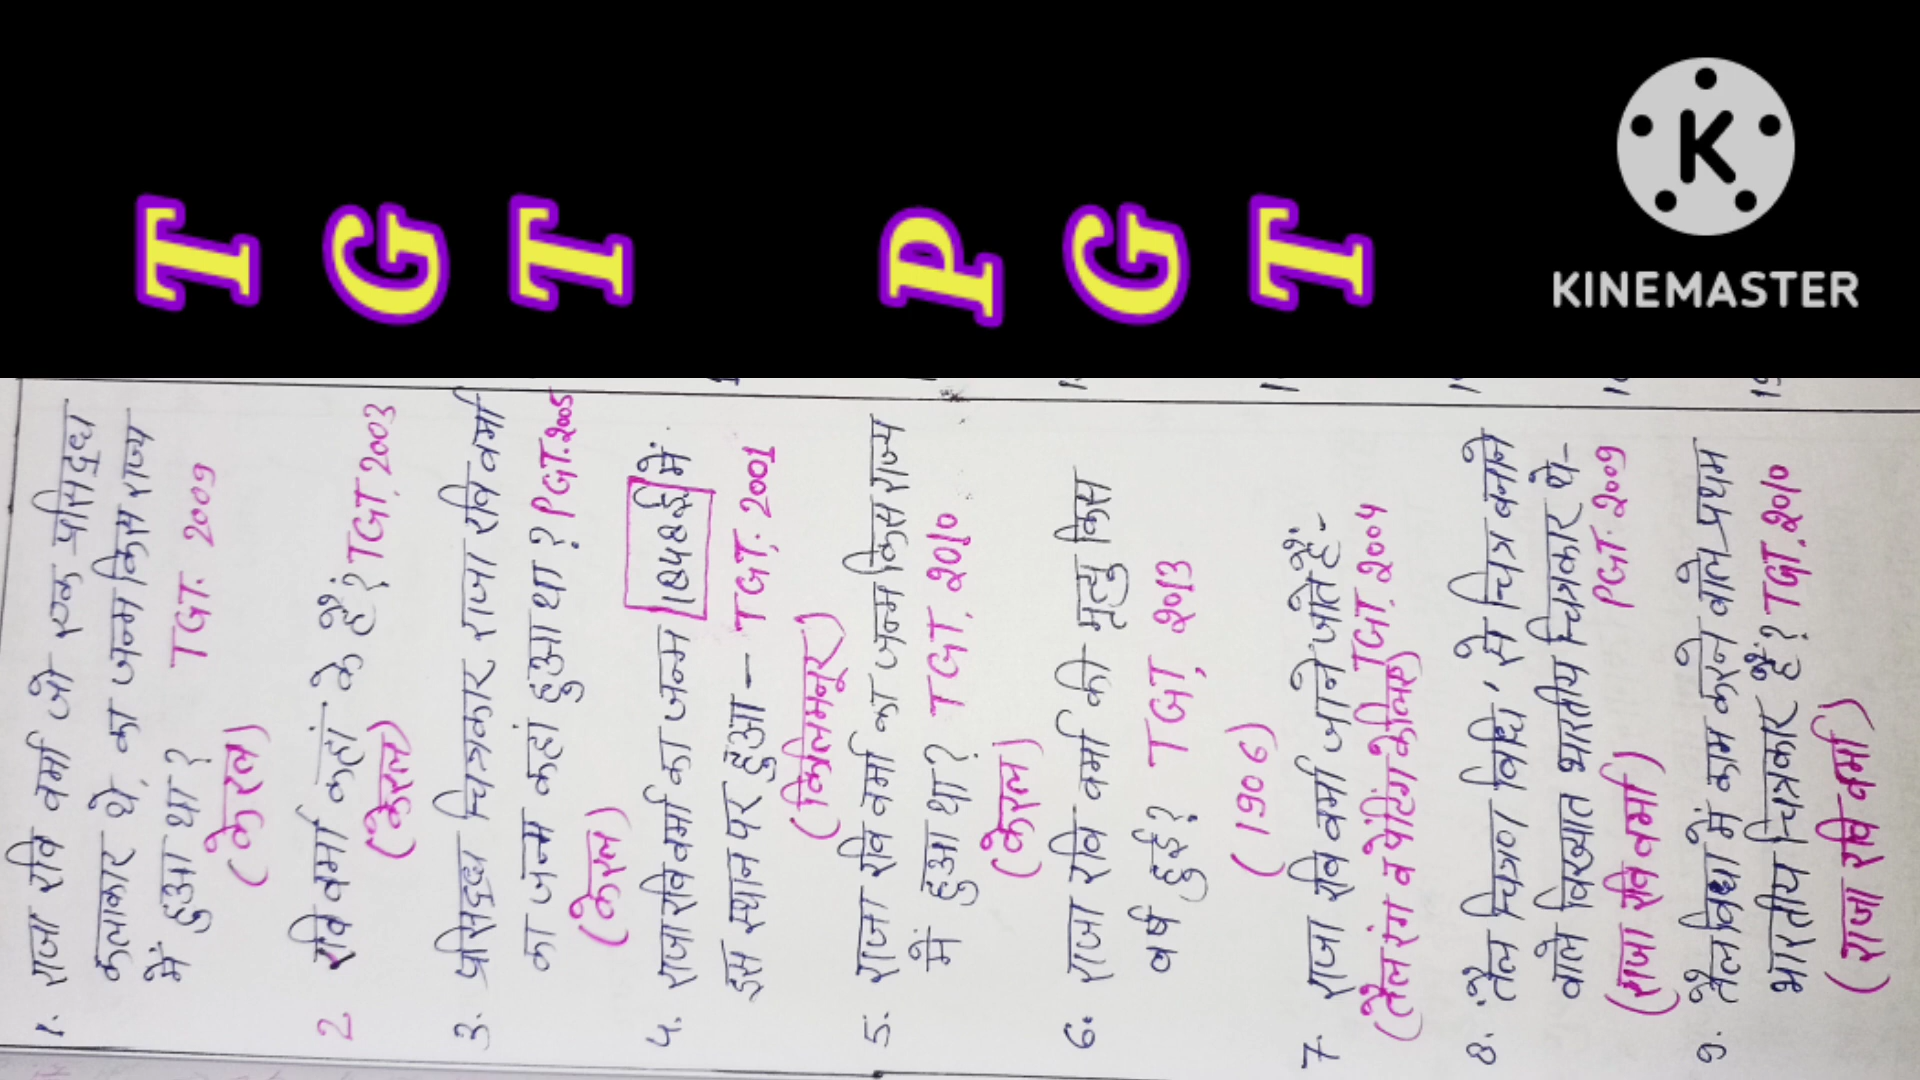 TGT PGT
KINEMASTER
1. राजा रवि वर्मा जो एक प्रसिद्ध
कलाकार थे, का जन्म किस राज्य
में हुआ था? TGT. 2009
(केरल)
2 रवि वर्मा कहां के हैं? TGT, 2003
(केरल)
3. प्रसिद्ध चित्रकार राजा रवि वर्मा
का जन्म कहां हुआ था? PGT. 2005
(केरल)
4. राजा रवि वर्मा का जन्म 1848ई में
इस स्थान पर हुआ - TGT, 2001
(किलिमनूर)
5. राजा रवि वर्मा का जन्म किस राज्य
में हुआ था? TGT, 2010
(केरल)
6. राजा रवि वर्मा की मृत्यु किस
वर्ष हुई? TGT, 2013
(1906)
7. राजा रवि वर्मा जाने जाते हैं:-
(तैल रंग व पेंटिंग के लिए) TGT, 2004
8. 'तैल चित्रण विधि, से चित्र बनाने
वाले विख्यात भारतीय चित्रकार थे-
(राजा रवि वर्मा) PGT. 2009
9. तैल विधा में काम करने वाले प्रथम
भारतीय चित्रकार हैं? TGT, 2010
(राजा रवि वर्मा)